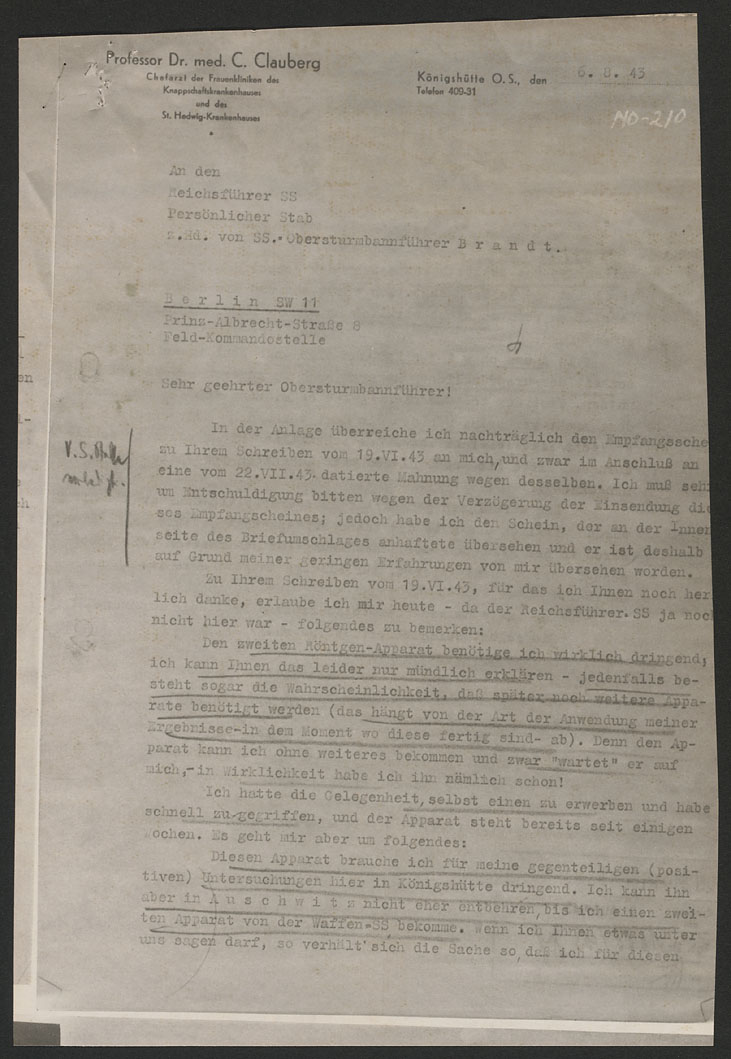 Professor Dr. med. C. Clauberg
Chefarzt der Frauenkliniken des
Knappschaftskrankenhauses
und des
St. Hedwig-Krankenhauses
Königshütte O. S., den 6. 8. 43
Telefon 409-31
NO-210
An den
Reichsführer SS
Persönlicher Stab
z.Hd. von SS.-Obersturmbannführer B r a n d t.
B e r l i n SW 11
Prinz-Albrecht-Straße 8
Feld-Kommandostelle
Sehr geehrter Obersturmbannführer!
In der Anlage überreiche ich nachträglich den Empfangssche
zu Ihrem Schreiben vom 19.VI.43 an mich, und zwar im Anschluß an
eine vom 22.VII.43 datierte Mahnung wegen desselben. Ich muß seh
um Entschuldigung bitten wegen der Verzögerung der Einsendung die
ses Empfangscheines; jedoch habe ich den Schein, der an der Innen
seite des Briefumschlages anhaftete übersehen und er ist deshalb
auf Grund meiner geringen Erfahrungen von mir übersehen worden.
Zu Ihrem Schreiben vom 19.VI.43, für das ich Ihnen noch her
lich danke, erlaube ich mir heute - da der Reichsführer.SS ja noc
nicht hier war - folgendes zu bemerken:
Den zweiten Röntgen-Apparat benötige ich wirklich dringend,
ich kann Ihnen das leider nur mündlich erklären - jedenfalls be-
steht sogar die Wahrscheinlichkeit, daß später noch weitere Appa-
rate benötigt werden (das hängt von der Art der Anwendung meiner
Ergebnisse-in dem Moment wo diese fertig sind- ab). Denn den Ap-
parat kann ich ohne weiteres bekommen und zwar "wartet" er auf
mich,-in Wirklichkeit habe ich ihn nämlich schon!
Ich hatte die Gelegenheit, selbst einen zu erwerben und habe
schnell zu-gegriffen, und der Apparat steht bereits seit einigen
Wochen. Es geht mir aber um folgendes:
Diesen Apparat brauche ich für meine gegenteiligen (posi-
tiven) Untersuchungen hier in Königshütte dringend. Ich kann ihn
aber in A u s c h w i t z nicht eher entbehren, bis ich einen zwei-
ten Apparat von der Waffen-SS bekomme. Wenn ich Ihnen etwas unter
uns sagen darf, so verhält sich die Sache so, daß ich für diesen